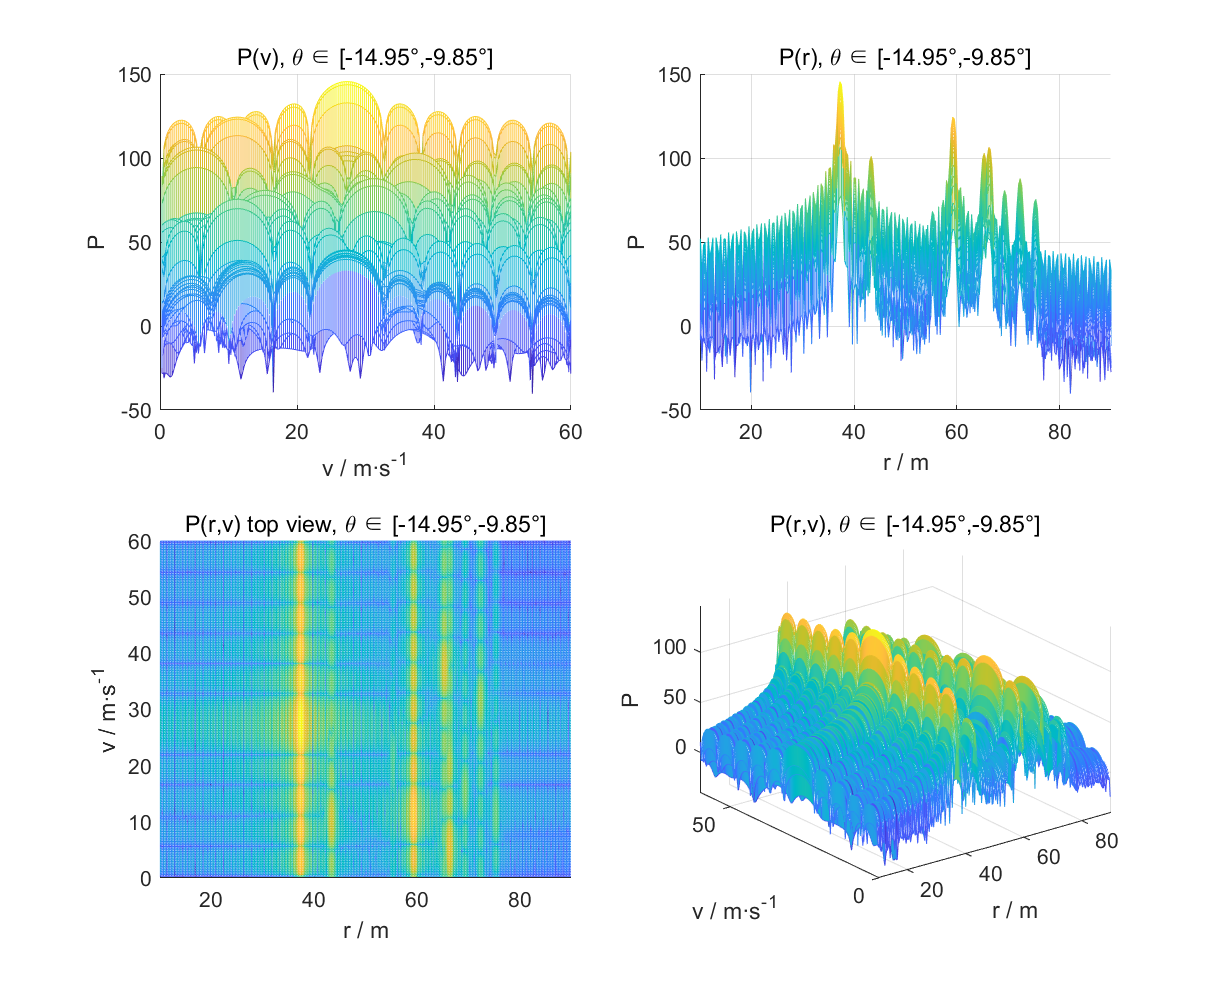 P(v), θ ∈ [-14.95°,-9.85°]
150
100
50
0
-50
P
0 20 40 60
v / m·s⁻¹
P(r), θ ∈ [-14.95°,-9.85°]
150
100
50
0
-50
P
20 40 60 80
r / m
P(r,v) top view, θ ∈ [-14.95°,-9.85°]
60
50
40
30
20
10
0
v / m·s⁻¹
20 40 60 80
r / m
P(r,v), θ ∈ [-14.95°,-9.85°]
100
50
0
P
50
0
v / m·s⁻¹
20 40 60 80
r / m